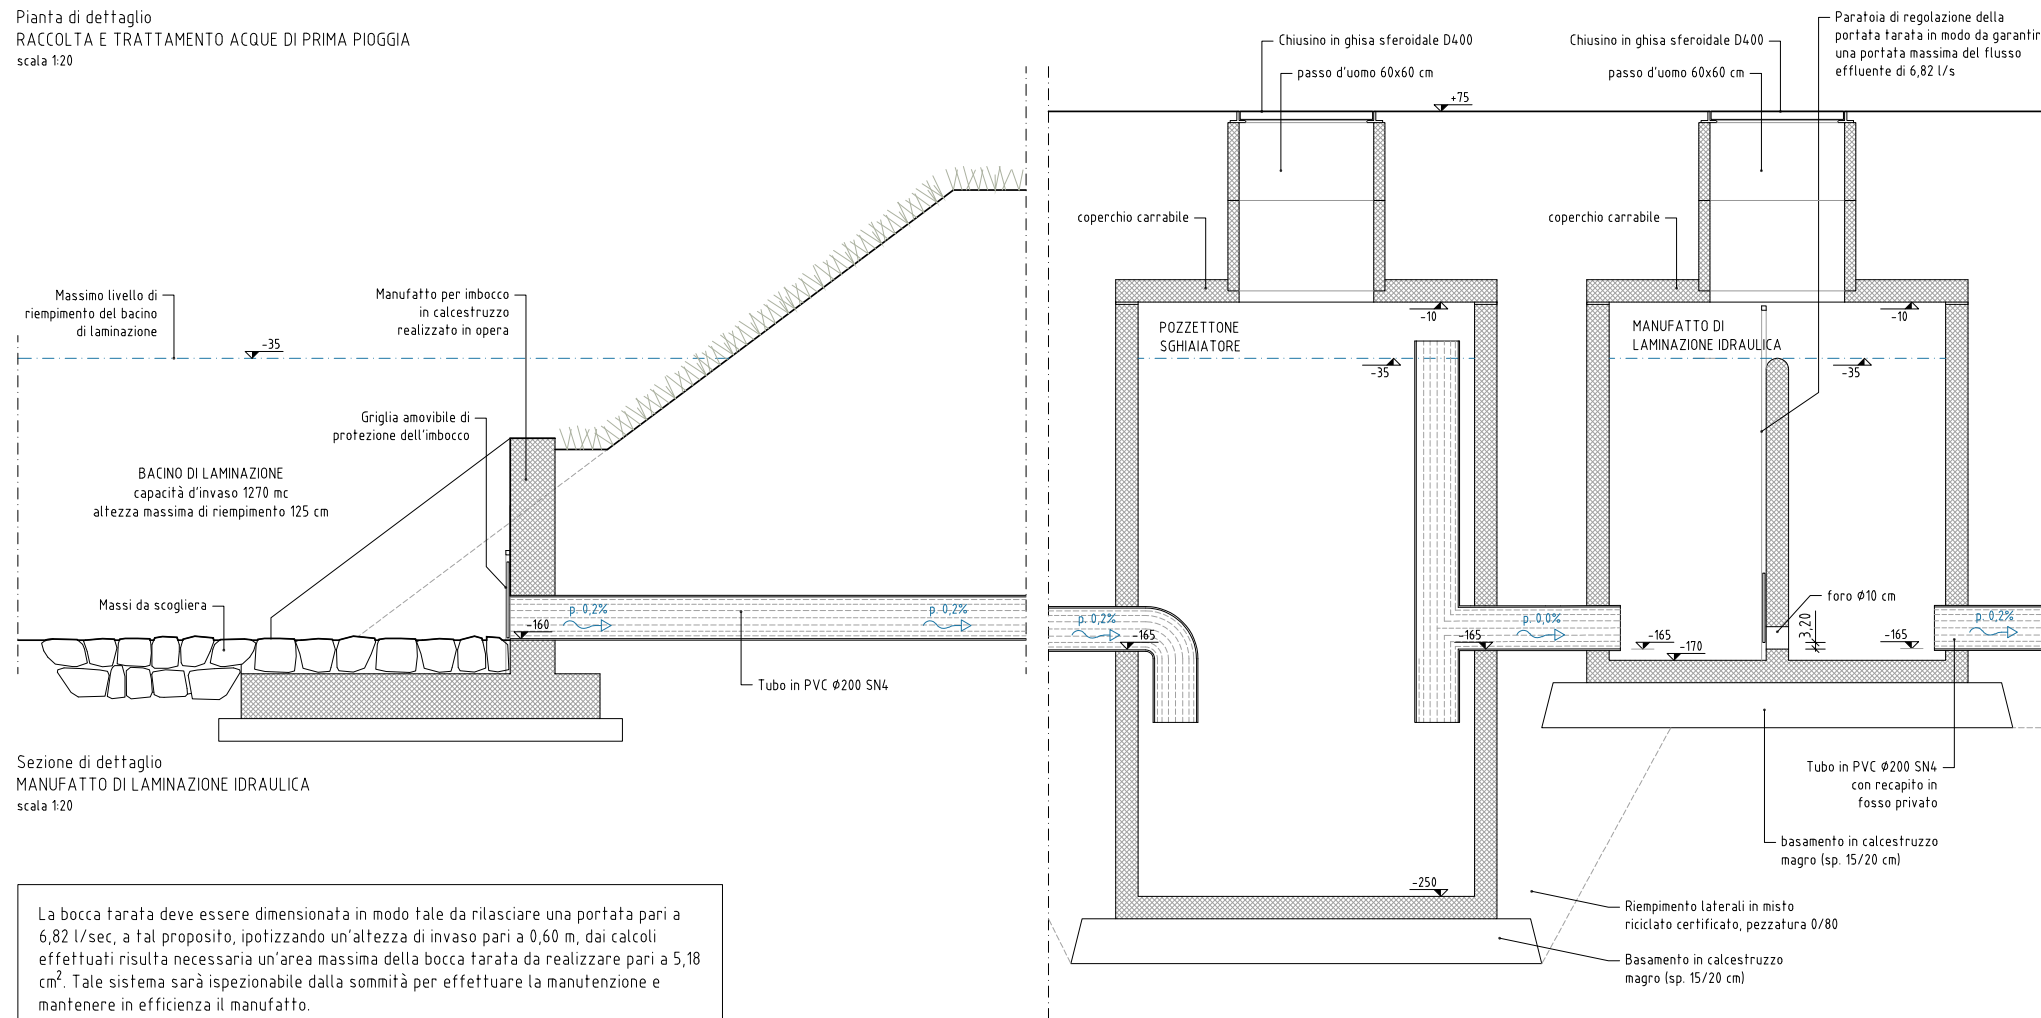 Pianta di dettaglio
RACCOLTA E TRATTAMENTO ACQUE DI PRIMA PIOGGIA
scala 1:20
Massimo livello di
riempimento del bacino
di laminazione
-35
Manufatto per imbocco
in calcestruzzo
realizzato in opera
Griglia amovibile di
protezione dell'imbocco
BACINO DI LAMINAZIONE
capacità d'invaso 1270 mc
altezza massima di riempimento 125 cm
Massi da scogliera
p. 0,2%
p. 0,2%
-160
Tubo in PVC Ø200 SN4
Sezione di dettaglio
MANUFATTO DI LAMINAZIONE IDRAULICA
scala 1:20
La bocca tarata deve essere dimensionata in modo tale da rilasciare una portata pari a
6,82 l/sec, a tal proposito, ipotizzando un'altezza di invaso pari a 0,60 m, dai calcoli
effettuati risulta necessaria un'area massima della bocca tarata da realizzare pari a 5,18
cm². Tale sistema sarà ispezionabile dalla sommità per effettuare la manutenzione e
mantenere in efficienza il manufatto.
Chiusino in ghisa sferoidale D400
passo d'uomo 60x60 cm
+75
coperchio carrabile
-10
POZZETTONE
SGHIAIATORE
-35
p. 0,2%
-165
-165
p. 0,0%
-250
Chiusino in ghisa sferoidale D400
passo d'uomo 60x60 cm
Paratoia di regolazione della
portata tarata in modo da garantir
una portata massima del flusso
effluente di 6,82 l/s
coperchio carrabile
-10
MANUFATTO DI
LAMINAZIONE IDRAULICA
-35
foro Ø10 cm
3,20
-165
-170
-165
p. 0,2%
Tubo in PVC Ø200 SN4
con recapito in
fosso privato
basamento in calcestruzzo
magro (sp. 15/20 cm)
Riempimento laterali in misto
riciclato certificato, pezzatura 0/80
Basamento in calcestruzzo
magro (sp. 15/20 cm)